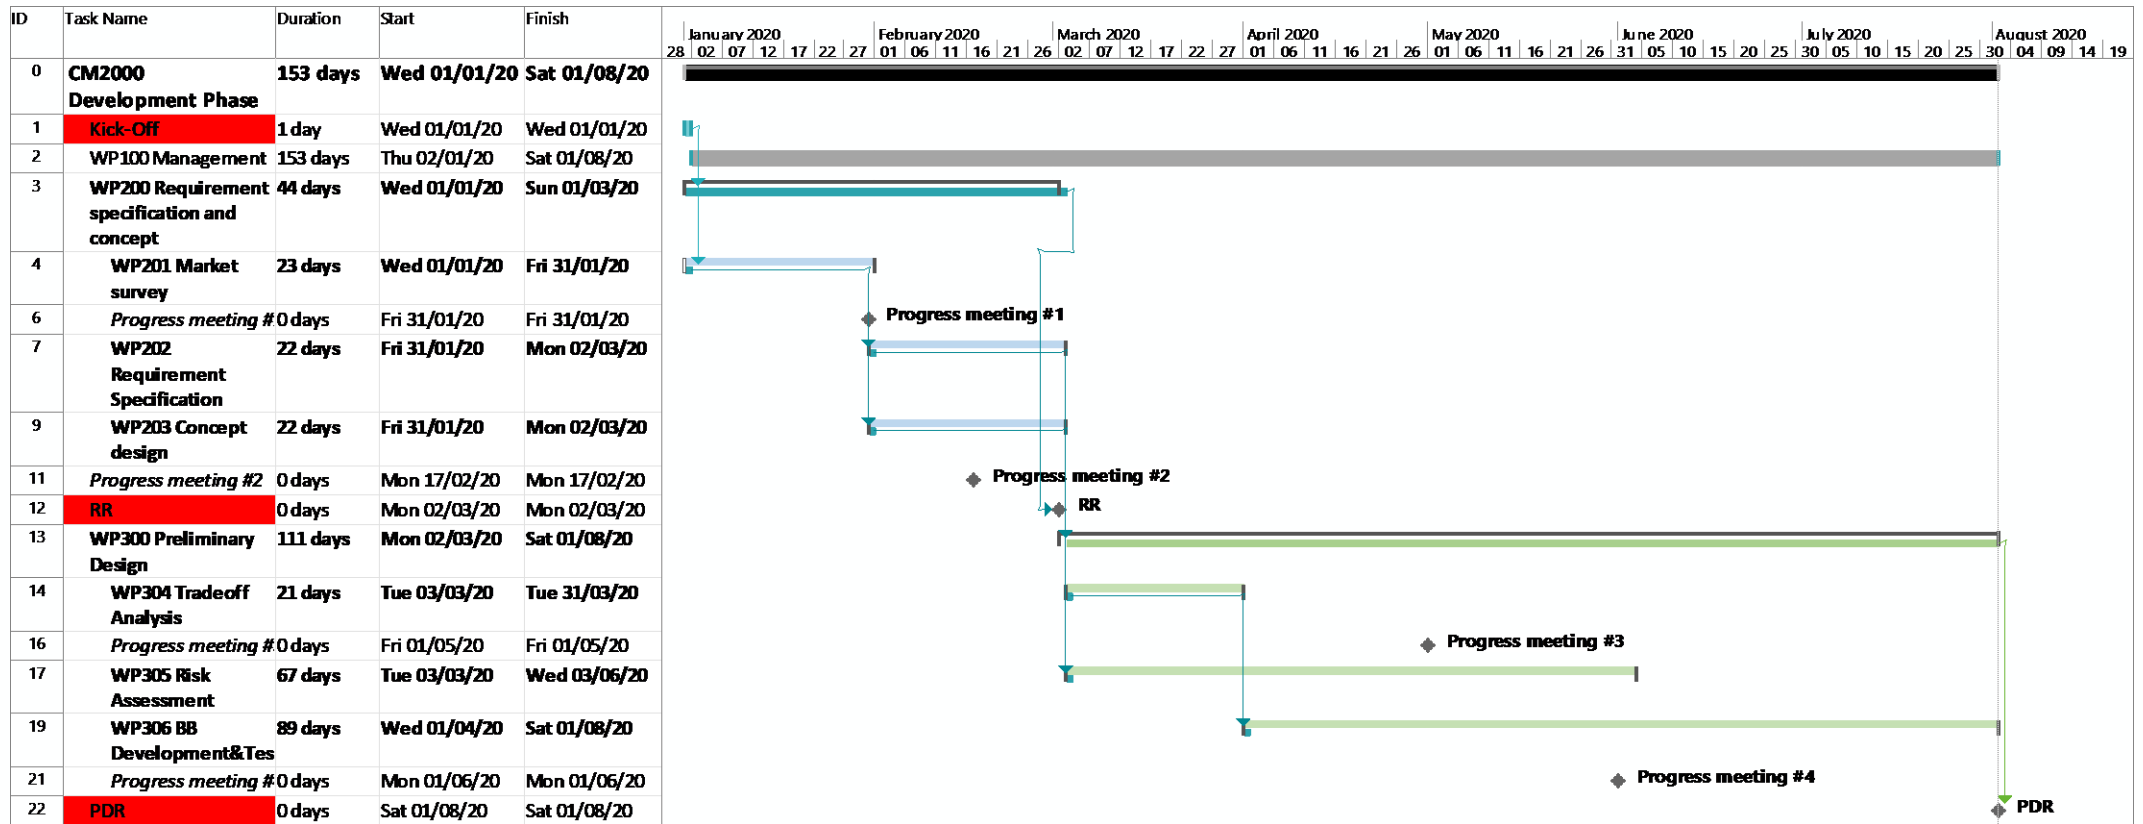 ID Task Name Duration Start Finish
January 2020 February 2020 March 2020 April 2020 May 2020 June 2020 July 2020 August 2020
28 02 07 12 17 22 27 01 06 11 16 21 26 02 07 12 17 22 27 01 06 11 16 21 26 01 06 11 16 21 26 31 05 10 15 20 25 30 05 10 15 20 25 30 04 09 14 19
0 CM2000 153 days Wed 01/01/20 Sat 01/08/20
Development Phase
1 Kick-Off 1 day Wed 01/01/20 Wed 01/01/20
2 WP100 Management 153 days Thu 02/01/20 Sat 01/08/20
3 WP200 Requirement 44 days Wed 01/01/20 Sun 01/03/20
specification and
concept
4 WP201 Market 23 days Wed 01/01/20 Fri 31/01/20
survey
6 Progress meeting # 0 days Fri 31/01/20 Fri 31/01/20 Progress meeting #1
7 WP202 22 days Fri 31/01/20 Mon 02/03/20
Requirement
Specification
9 WP203 Concept 22 days Fri 31/01/20 Mon 02/03/20
design
11 Progress meeting #2 0 days Mon 17/02/20 Mon 17/02/20 Progress meeting #2
12 RR 0 days Mon 02/03/20 Mon 02/03/20 RR
13 WP300 Preliminary 111 days Mon 02/03/20 Sat 01/08/20
Design
14 WP304 Tradeoff 21 days Tue 03/03/20 Tue 31/03/20
Analysis
16 Progress meeting # 0 days Fri 01/05/20 Fri 01/05/20 Progress meeting #3
17 WP305 Risk 67 days Tue 03/03/20 Wed 03/06/20
Assessment
19 WP306 BB 89 days Wed 01/04/20 Sat 01/08/20
Development&Tes
21 Progress meeting # 0 days Mon 01/06/20 Mon 01/06/20 Progress meeting #4
22 PDR 0 days Sat 01/08/20 Sat 01/08/20 PDR